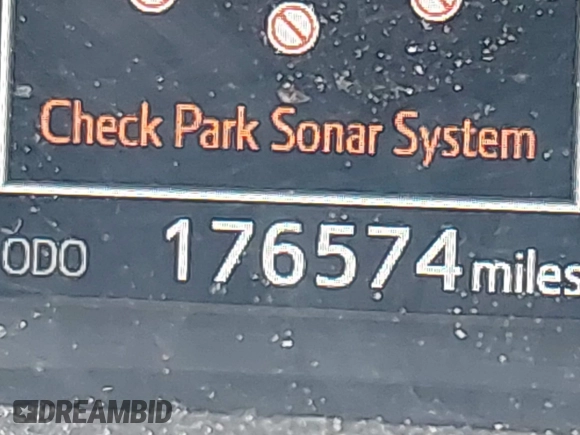 Check Park Sonar System
ODO 176574 miles
DREAMBID